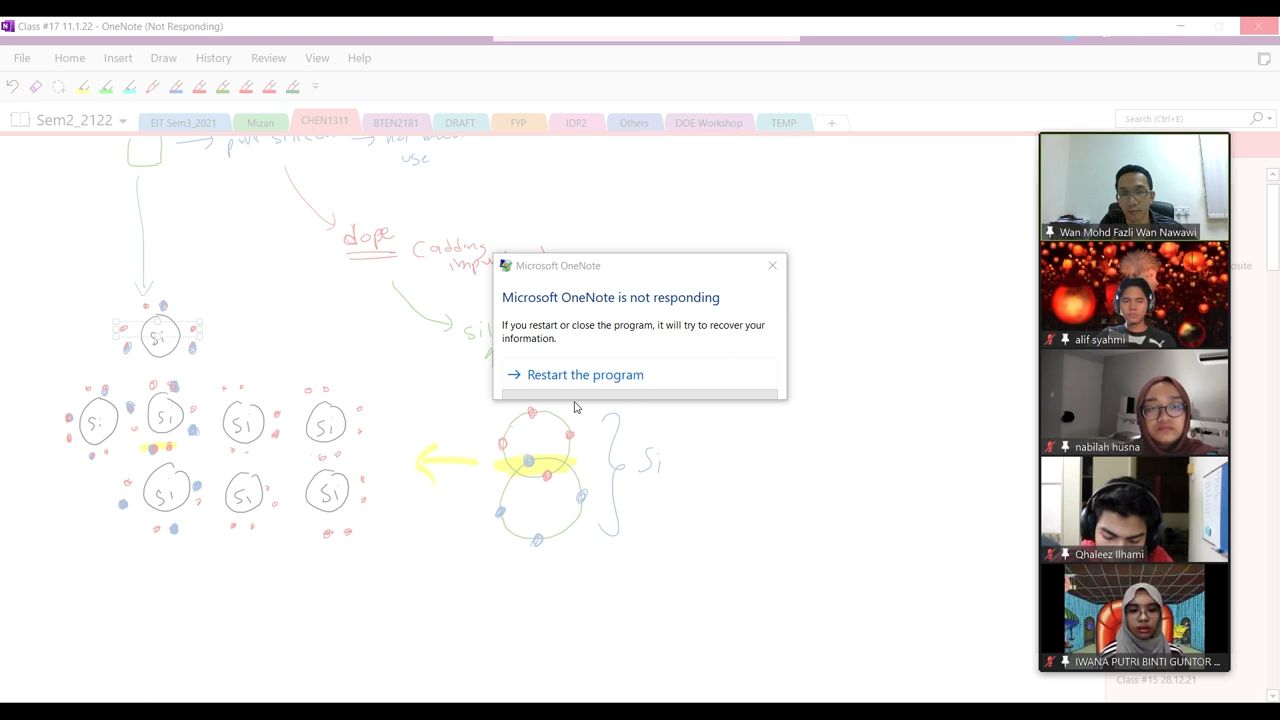 Class #17 11.1.22 - OneNote (Not Responding)
File Home Insert Draw History Review View Help
Sem2_2122 EIT Sem3_2021 Mizan CHEN1311 BTEN2181 DRAFT FYP IDP2 Others DOE Workshop TEMP + Search (Ctrl+E)
use
dope (adding
Microsoft OneNote
Microsoft OneNote is not responding
If you restart or close the program, it will try to recover your
information.
→ Restart the program
Si
Si Si Si Si
Si Si Si
Si
Wan Mohd Fazli Wan Nawawi
alif syahmi
nabilah husna
Qhaleez Ilhami
IWANA PUTRI BINTI GUNTOR ...
Class #15 28.12.21